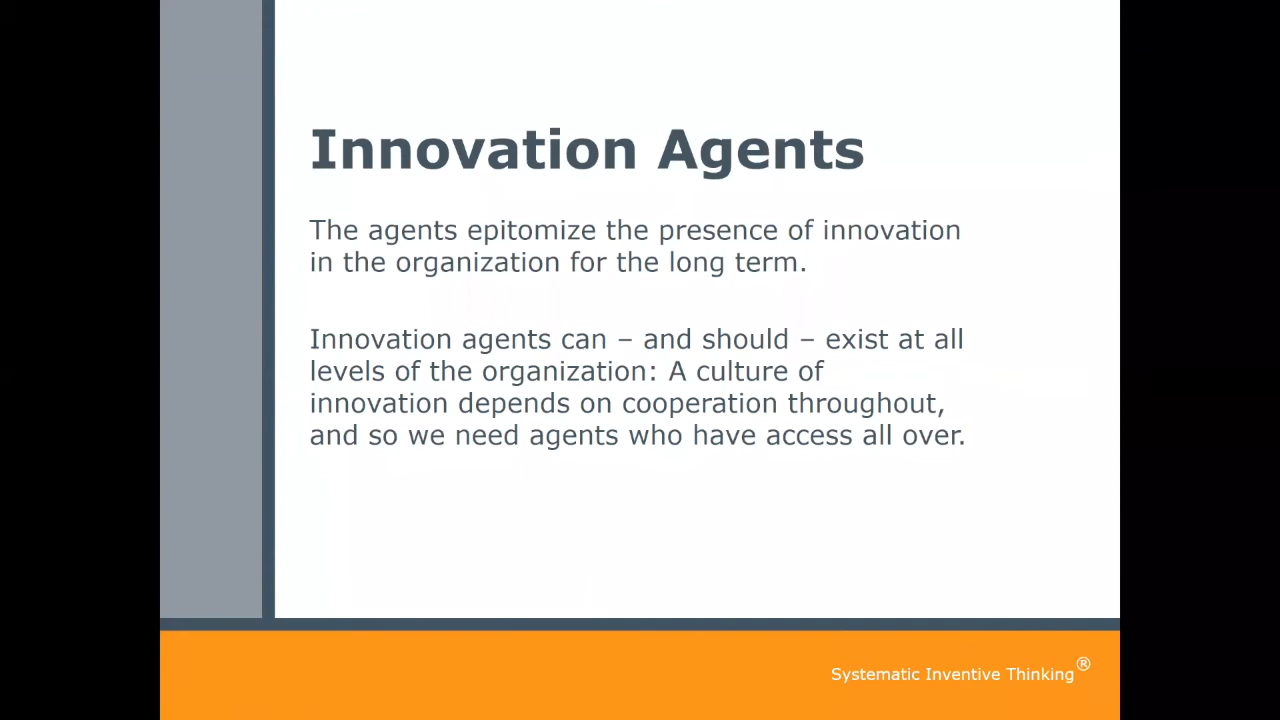 Innovation Agents
The agents epitomize the presence of innovation
in the organization for the long term.
Innovation agents can – and should – exist at all
levels of the organization: A culture of
innovation depends on cooperation throughout,
and so we need agents who have access all over.
Systematic Inventive Thinking®